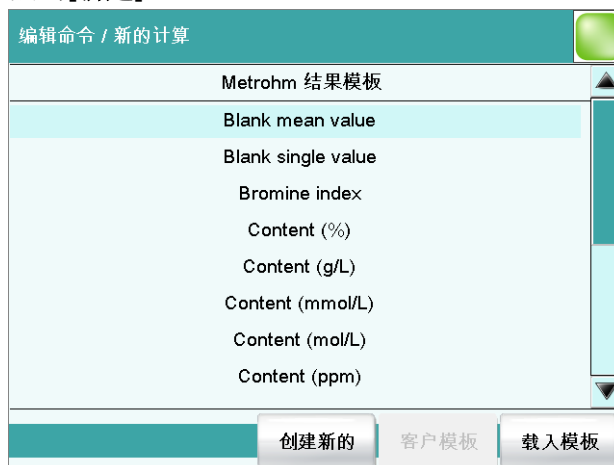 编辑命令 / 新的计算
Metrohm 结果模板
Blank mean value
Blank single value
Bromine index
Content (%)
Content (g/L)
Content (mmol/L)
Content (mol/L)
Content (ppm)
创建新的 客户模板 载入模板